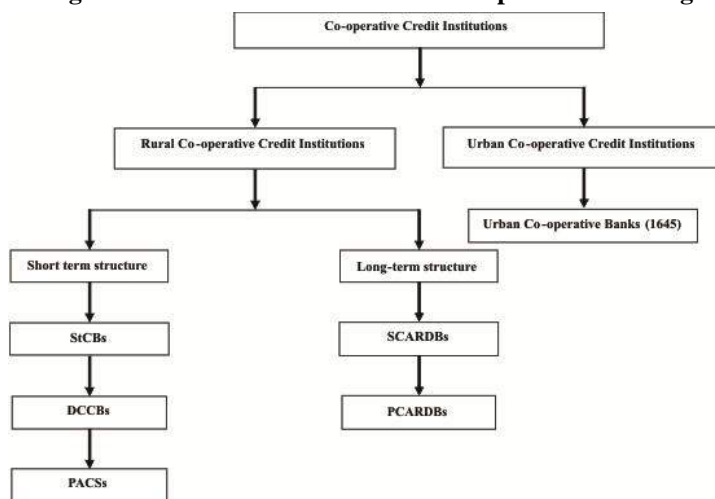 Co-operative Credit Institutions
Rural Co-operative Credit Institutions
Urban Co-operative Credit Institutions
Urban Co-operative Banks (1645)
Short term structure
Long-term structure
StCBs
SCARDBs
DCCBs
PCARDBs
PACSs